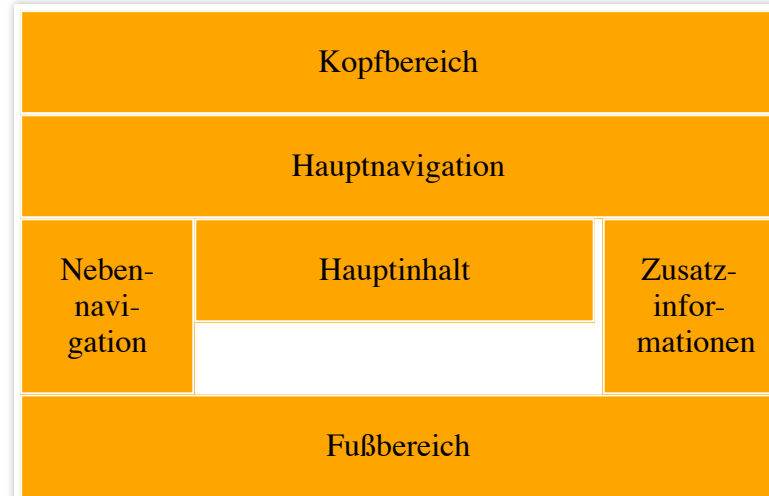 Kopfbereich
Hauptnavigation
Neben-
navi-
gation
Hauptinhalt
Zusatz-
infor-
mationen
Fußbereich